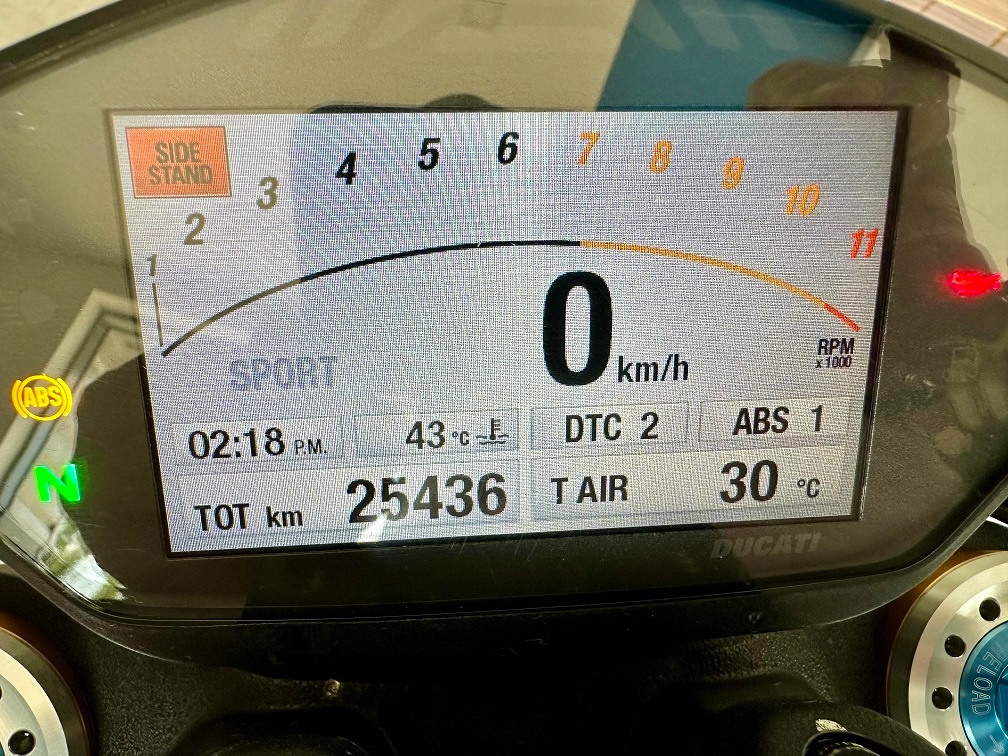 SIDE
STAND
1 2 3 4 5 6 7 8 9 10 11
0 km/h
RPM
x1000
SPORT
ABS
02:18 P.M. 43 °C DTC 2 ABS 1
N
TOT km 25436 T AIR 30 °C
DUCATI